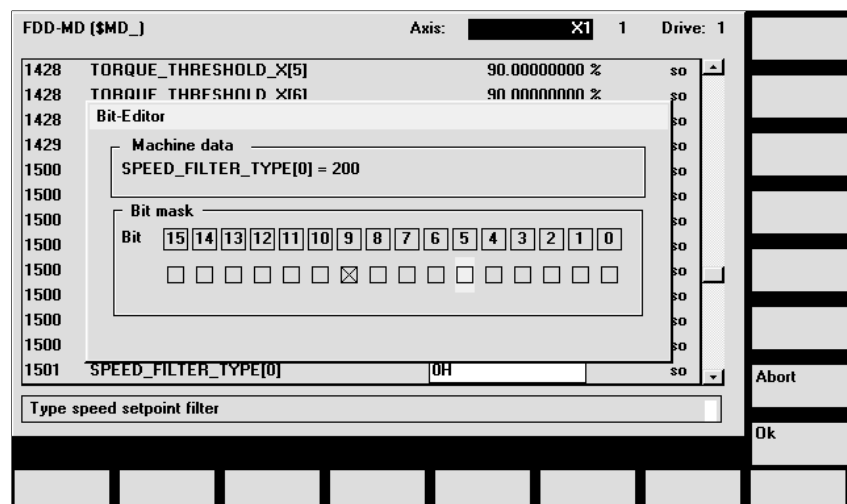 FDD-MD ($MD_) Axis: X1 1 Drive: 1
1428 TORQUE_THRESHOLD_X[5] 90.00000000 % so
1428 TORQUE_THRESHOLD_X[6] 90.00000000 % so
Bit-Editor
1428 so
1429 Machine data so
1500 SPEED_FILTER_TYPE[0] = 200 so
1500 so
1500 Bit mask so
1500 Bit 15 14 13 12 11 10 9 8 7 6 5 4 3 2 1 0 so
1500 so
1500 so
1500 so
1500 so
1501 SPEED_FILTER_TYPE[0] 0H so
Type speed setpoint filter
Abort
Ok